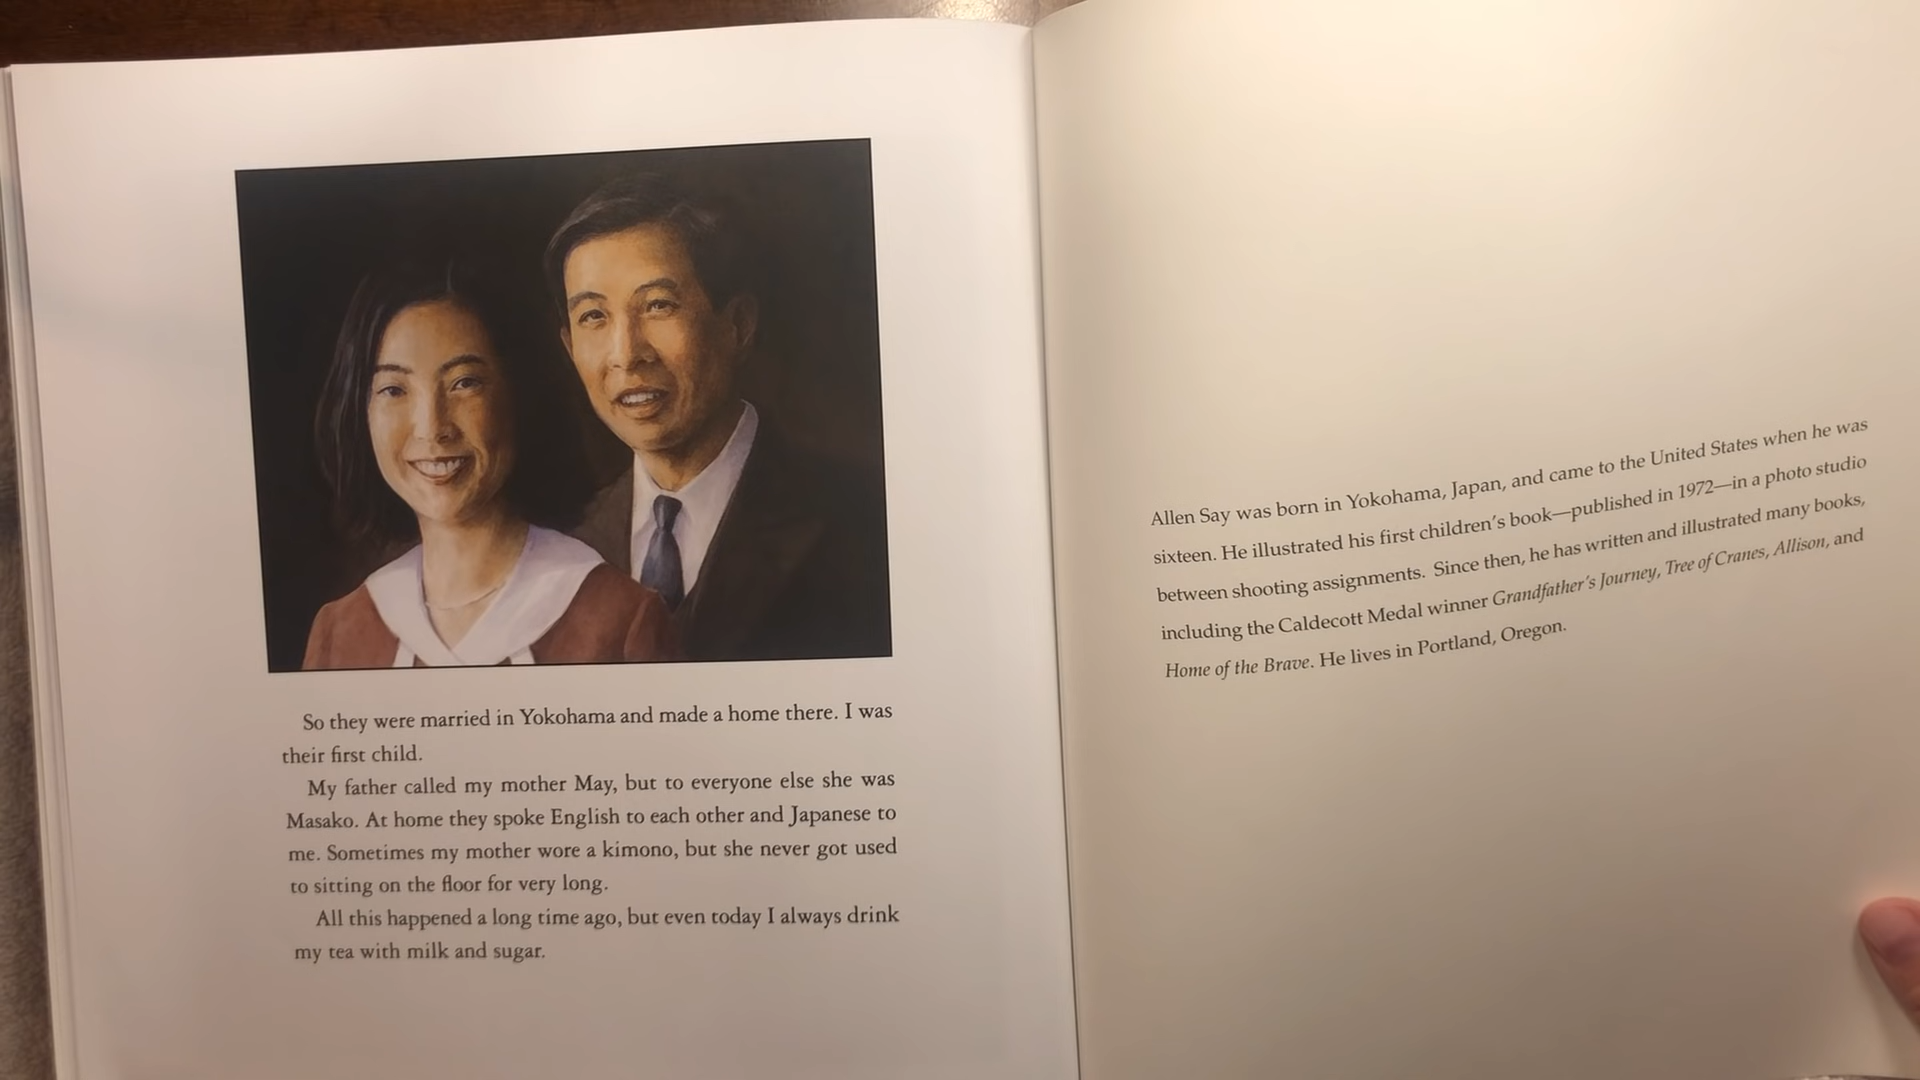 So they were married in Yokohama and made a home there. I was
their first child.
My father called my mother May, but to everyone else she was
Masako. At home they spoke English to each other and Japanese to
me. Sometimes my mother wore a kimono, but she never got used
to sitting on the floor for very long.
All this happened a long time ago, but even today I always drink
my tea with milk and sugar.
Allen Say was born in Yokohama, Japan, and came to the United States when he was
sixteen. He illustrated his first children's book—published in 1972—in a photo studio
between shooting assignments. Since then, he has written and illustrated many books,
including the Caldecott Medal winner Grandfather's Journey, Tree of Cranes, Allison, and
Home of the Brave. He lives in Portland, Oregon.